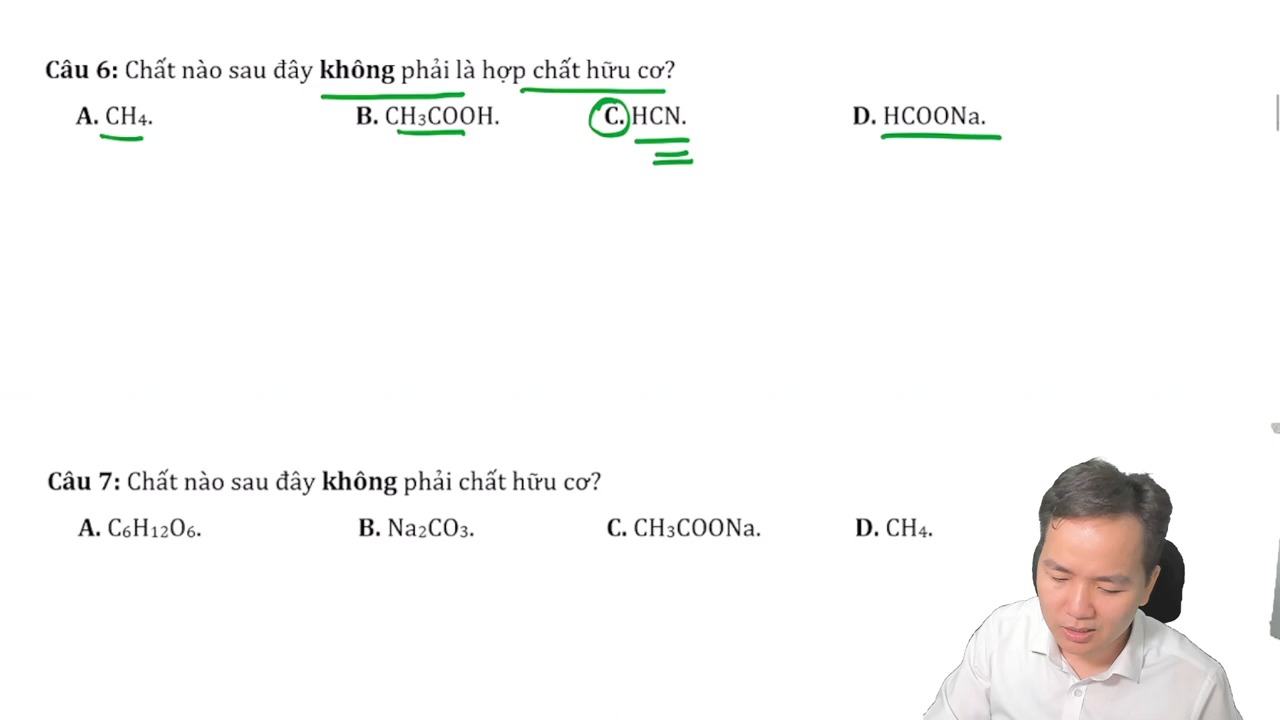 Câu 6: Chất nào sau đây không phải là hợp chất hữu cơ?
A. CH₄. B. CH₃COOH. C. HCN. D. HCOONa.
Câu 7: Chất nào sau đây không phải chất hữu cơ?
A. C₆H₁₂O₆. B. Na₂CO₃. C. CH₃COONa. D. CH₄.